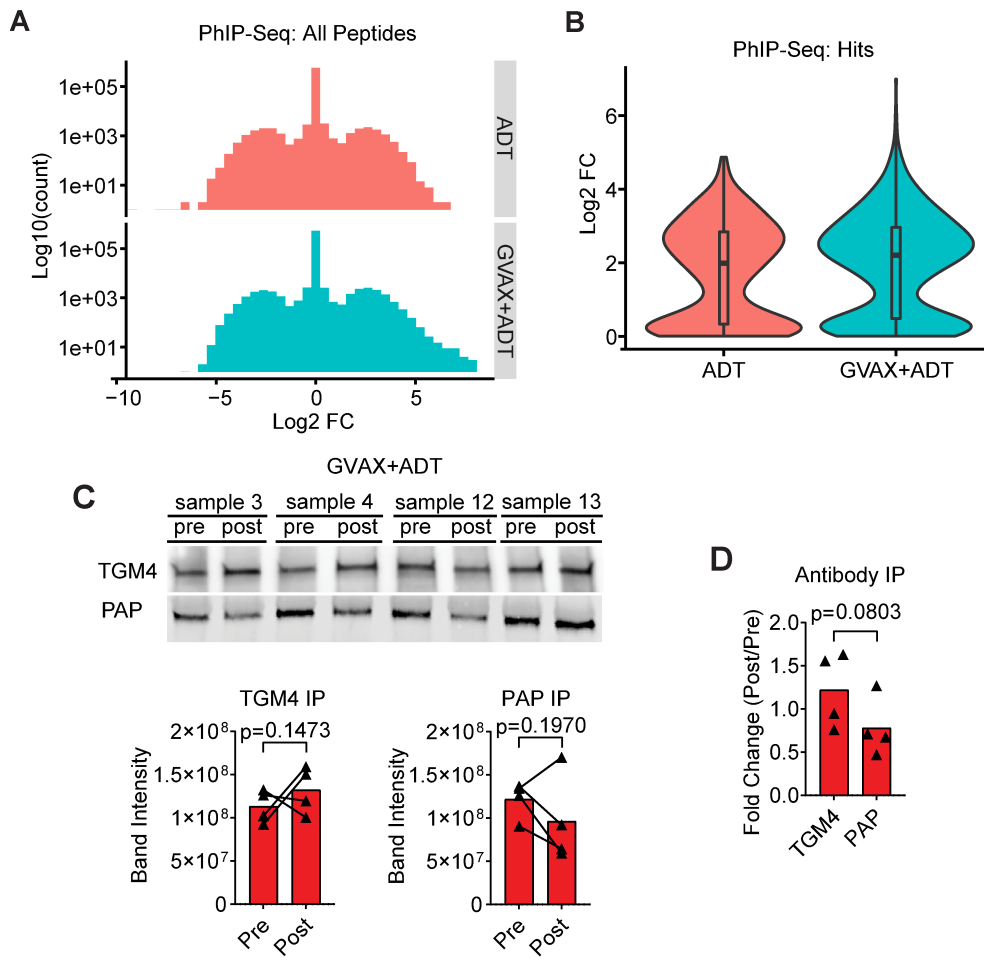 A
PhIP-Seq: All Peptides
Log10(count)
1e+05
1e+03
1e+01
ADT
1e+05
1e+03
1e+01
GVAX+ADT
−10
−5
0
5
Log2 FC
B
PhIP-Seq: Hits
Log2 FC
6
4
2
0
ADT
GVAX+ADT
C
GVAX+ADT
sample 3 sample 4 sample 12 sample 13
pre post pre post pre post pre post
TGM4
PAP
TGM4 IP
p=0.1473
Band Intensity
2×10⁸
1.5×10⁸
1×10⁸
5×10⁷
0
Pre Post
PAP IP
p=0.1970
Band Intensity
2×10⁸
1.5×10⁸
1×10⁸
5×10⁷
0
Pre Post
D
Antibody IP
p=0.0803
Fold Change (Post/Pre)
2.0
1.5
1.0
0.5
0.0
TGM4 PAP